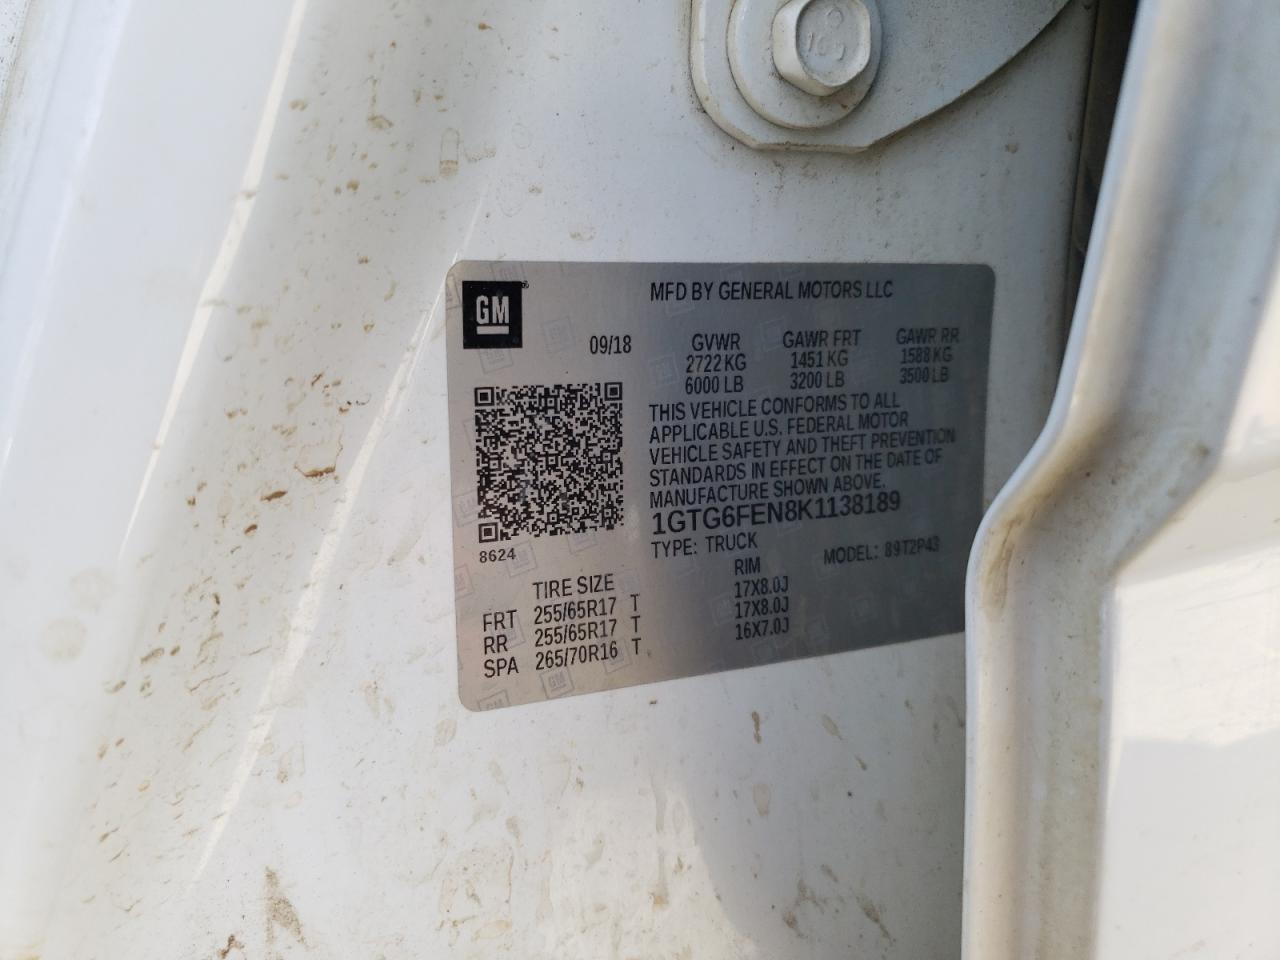 GM
MFD BY GENERAL MOTORS LLC
09/18
GVWR GAWR FRT GAWR RR
2722 KG 1451 KG 1588 KG
6000 LB 3200 LB 3500 LB
THIS VEHICLE CONFORMS TO ALL
APPLICABLE U.S. FEDERAL MOTOR
VEHICLE SAFETY AND THEFT PREVENTION
STANDARDS IN EFFECT ON THE DATE OF
MANUFACTURE SHOWN ABOVE.
1GTG6FEN8K1138189
TYPE: TRUCK MODEL: 89T2P43
8624
TIRE SIZE RIM
FRT 255/65R17 T 17X8.0J
RR 255/65R17 T 17X8.0J
SPA 265/70R16 T 16X7.0J